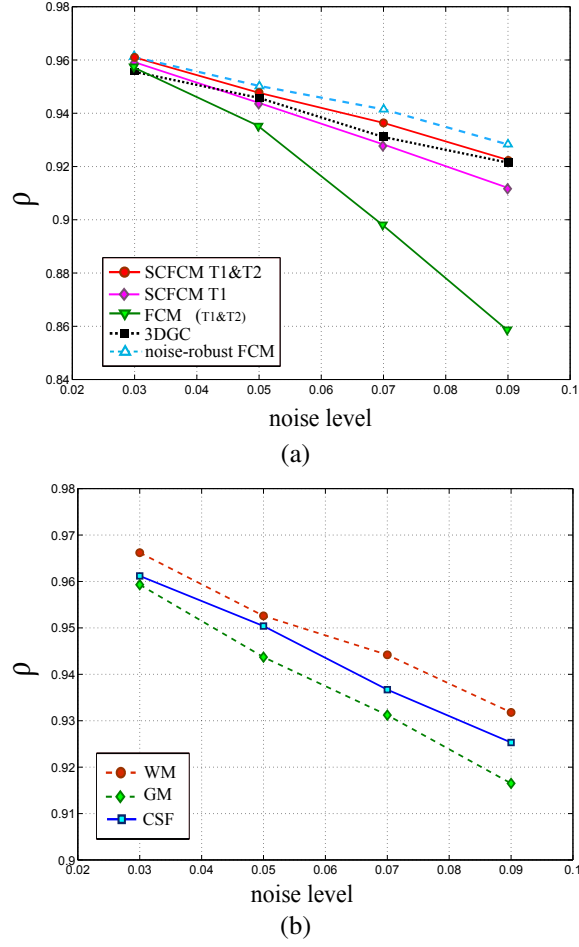 0.96
0.94
0.92
0.9
0.88
0.86
0.84
ρ
SCFCM T1&T2
SCFCM T1
FCM (T1&T2)
3DGC
noise-robust FCM
0.02 0.03 0.04 0.05 0.06 0.07 0.08 0.09 0.1
noise level
(a)
0.98
0.97
0.96
0.95
0.94
0.93
0.92
0.91
0.9
ρ
WM
GM
CSF
0.02 0.03 0.04 0.05 0.06 0.07 0.08 0.09 0.1
noise level
(b)